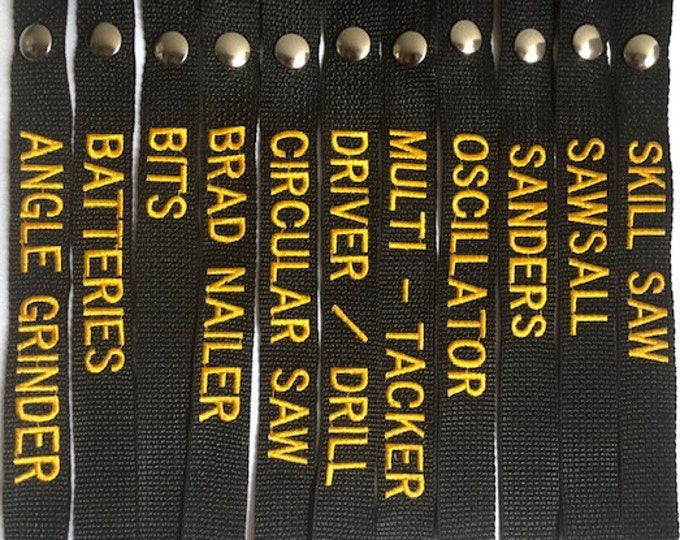 ANGLE GRINDER
BATTERIES
BITS
BRAD NAILER
CIRCULAR SAW
DRIVER / DRILL
MULTI - TACKER
OSCILLATOR
SANDERS
SAWSALL
SKILL SAW